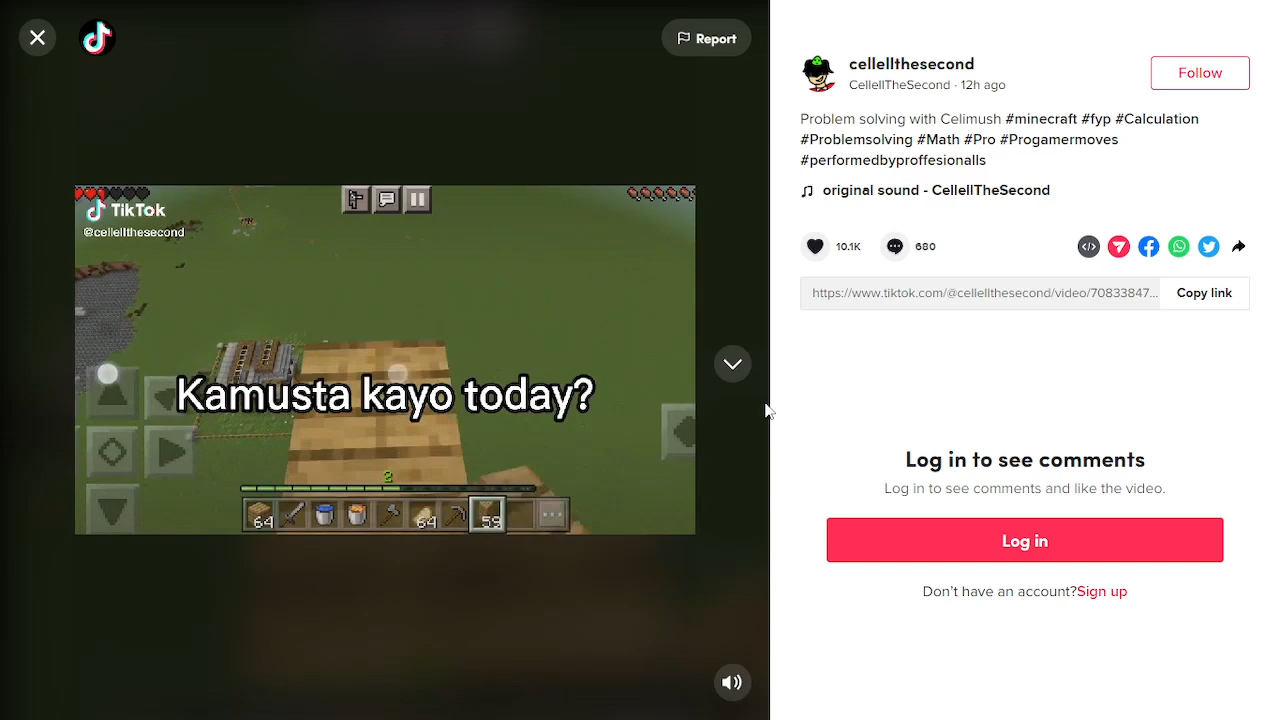 Report
TikTok
@cellellthesecond
Kamusta kayo today?
2
64
64
59
cellellthesecond
CellellTheSecond · 12h ago
Follow
Problem solving with Celimush #minecraft #fyp #Calculation
#Problemsolving #Math #Pro #Progamermoves
#performedbyproffesionalls
original sound - CellellTheSecond
10.1K
680
https://www.tiktok.com/@cellellthesecond/video/70833847...
Copy link
Log in to see comments
Log in to see comments and like the video.
Log in
Don't have an account?Sign up